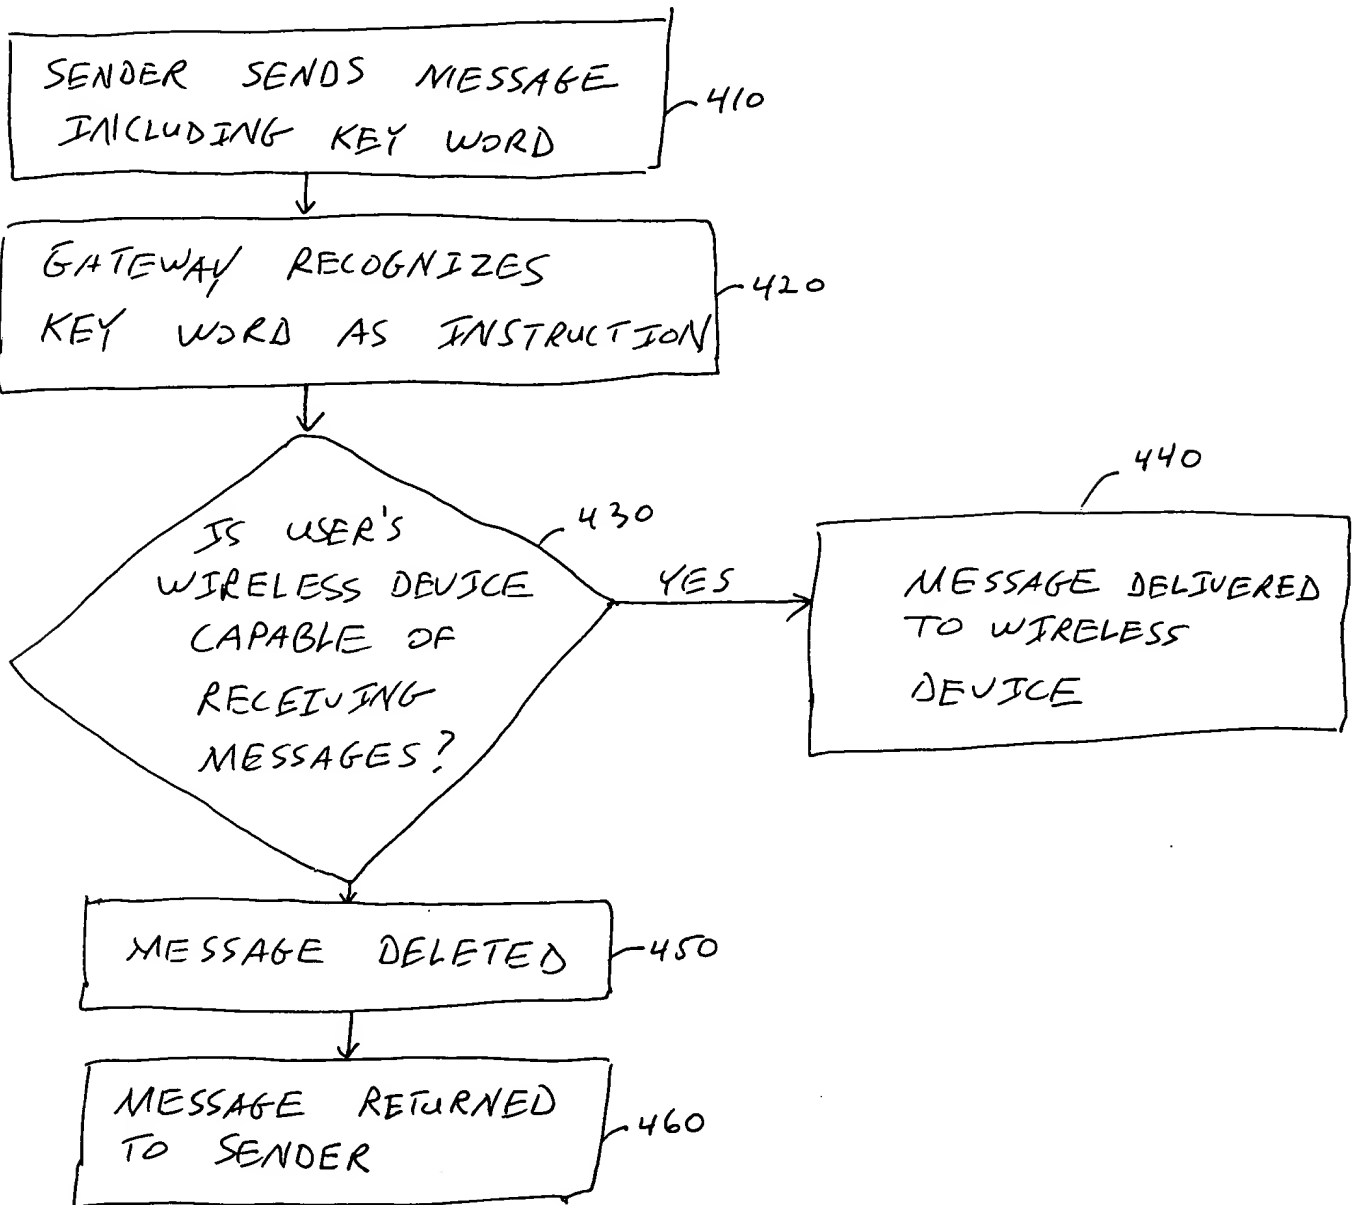 SENDER SENDS MESSAGE
INCLUDING KEY WORD
410
GATEWAY RECOGNIZES
KEY WORD AS INSTRUCTION
420
IS USER'S
WIRELESS DEVICE
CAPABLE OF
RECEIVING
MESSAGES?
430
YES
440
MESSAGE DELIVERED
TO WIRELESS
DEVICE
MESSAGE DELETED
450
MESSAGE RETURNED
TO SENDER
460